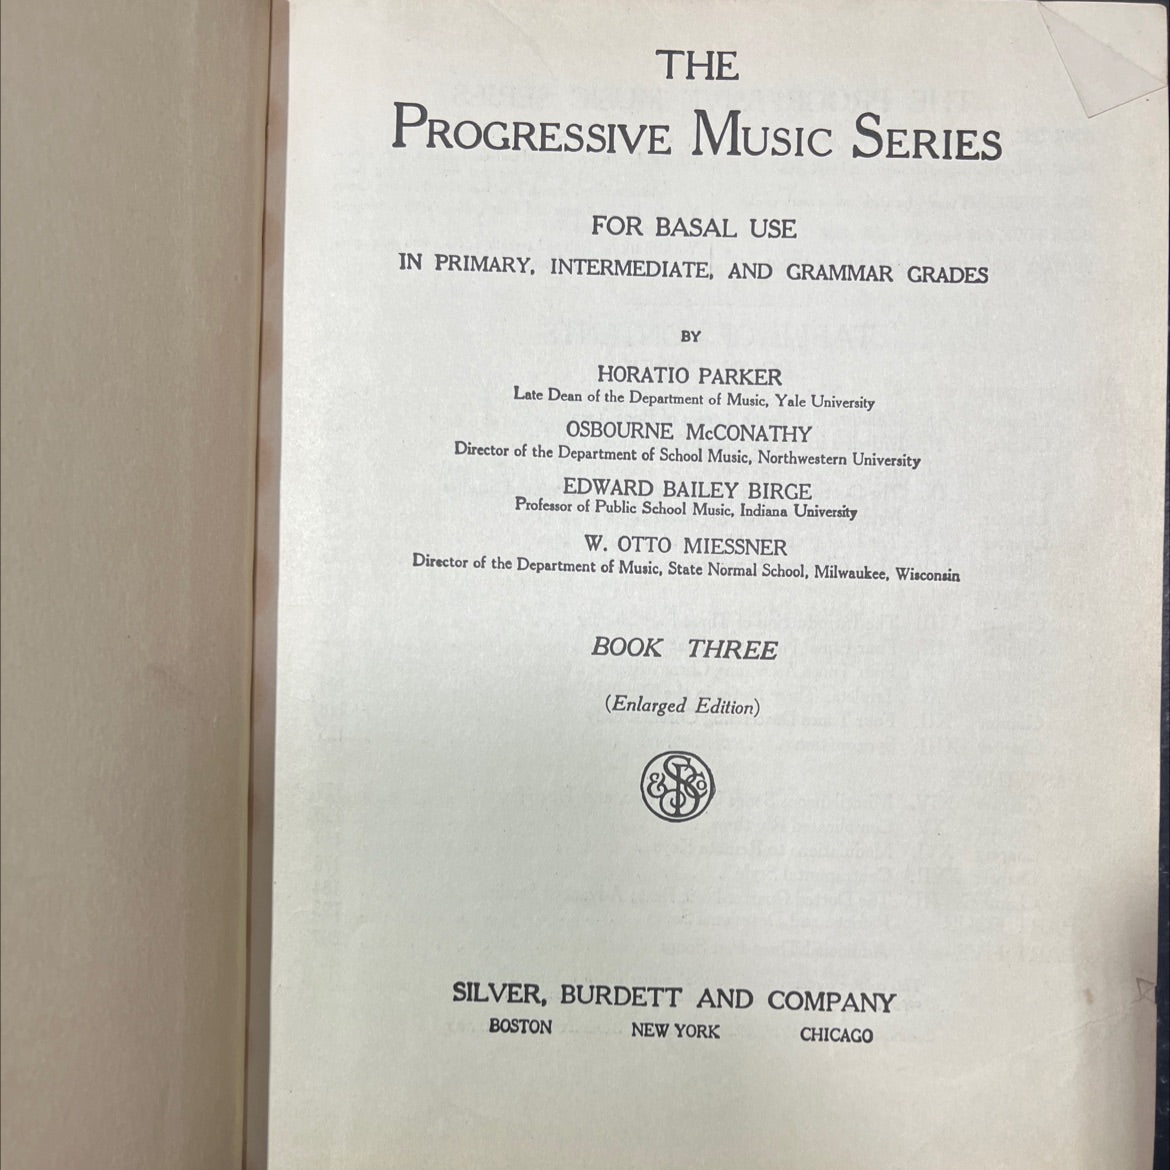 THE
PROGRESSIVE MUSIC SERIES
FOR BASAL USE
IN PRIMARY, INTERMEDIATE, AND GRAMMAR GRADES
BY
HORATIO PARKER
Late Dean of the Department of Music, Yale University
OSBOURNE McCONATHY
Director of the Department of School Music, Northwestern University
EDWARD BAILEY BIRGE
Professor of Public School Music, Indiana University
W. OTTO MIESSNER
Director of the Department of Music, State Normal School, Milwaukee, Wisconsin
BOOK THREE
(Enlarged Edition)
SB&Co
SILVER, BURDETT AND COMPANY
BOSTON NEW YORK CHICAGO